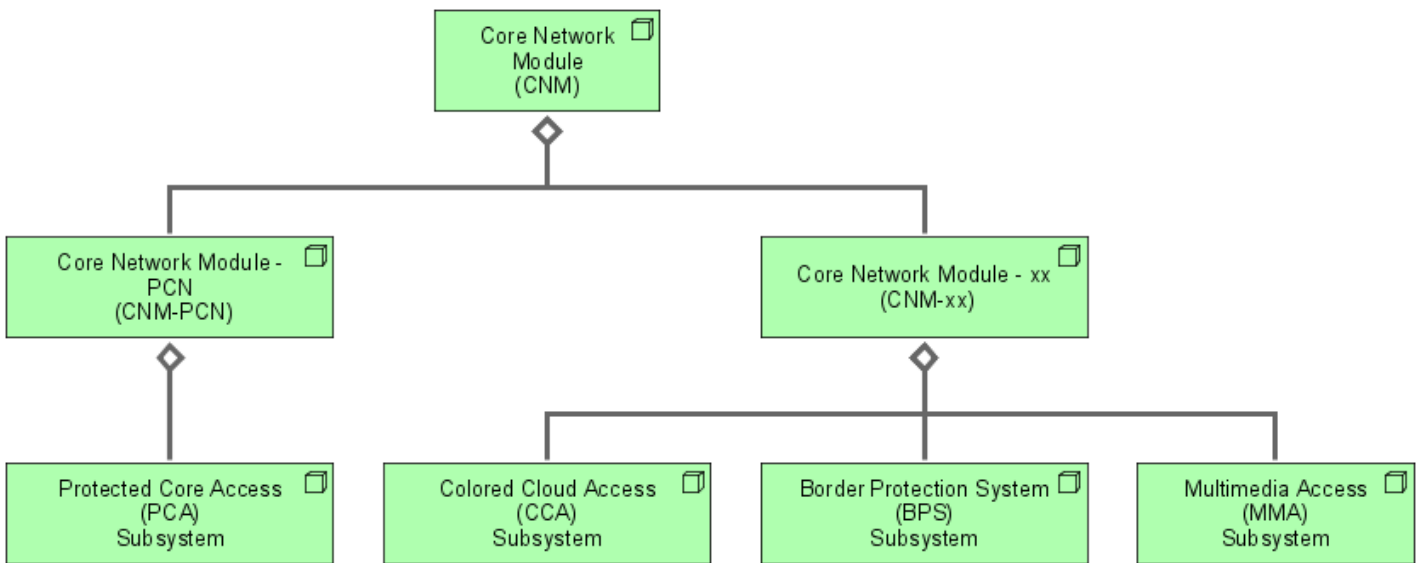 Core Network
Module
(CNM)
Core Network Module -
PCN
(CNM-PCN)
Core Network Module - xx
(CNM-xx)
Protected Core Access
(PCA)
Subsystem
Colored Cloud Access
(CCA)
Subsystem
Border Protection System
(BPS)
Subsystem
Multimedia Access
(MMA)
Subsystem